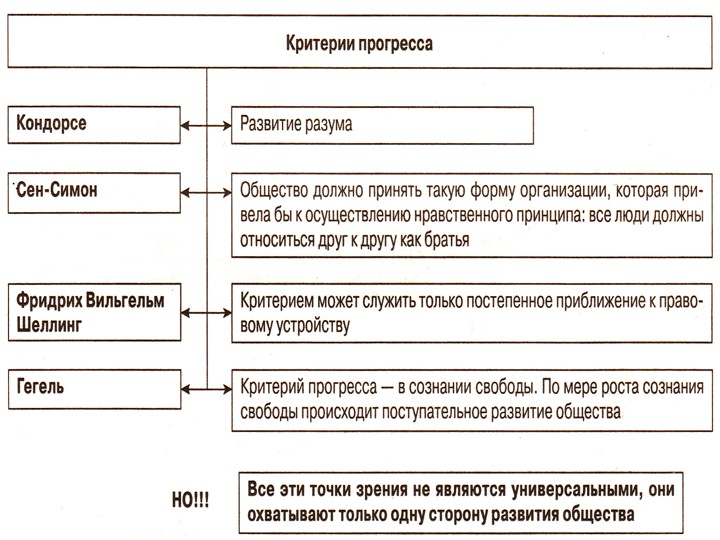 Критерии прогресса
Кондорсе
Развитие разума
Сен-Симон
Общество должно принять такую форму организации, которая при-
вела бы к осуществлению нравственного принципа: все люди должны
относиться друг к другу как братья
Фридрих Вильгельм
Шеллинг
Критерием может служить только постепенное приближение к право-
вому устройству
Гегель
Критерий прогресса — в сознании свободы. По мере роста сознания
свободы происходит поступательное развитие общества
НО!!!
Все эти точки зрения не являются универсальными, они
охватывают только одну сторону развития общества